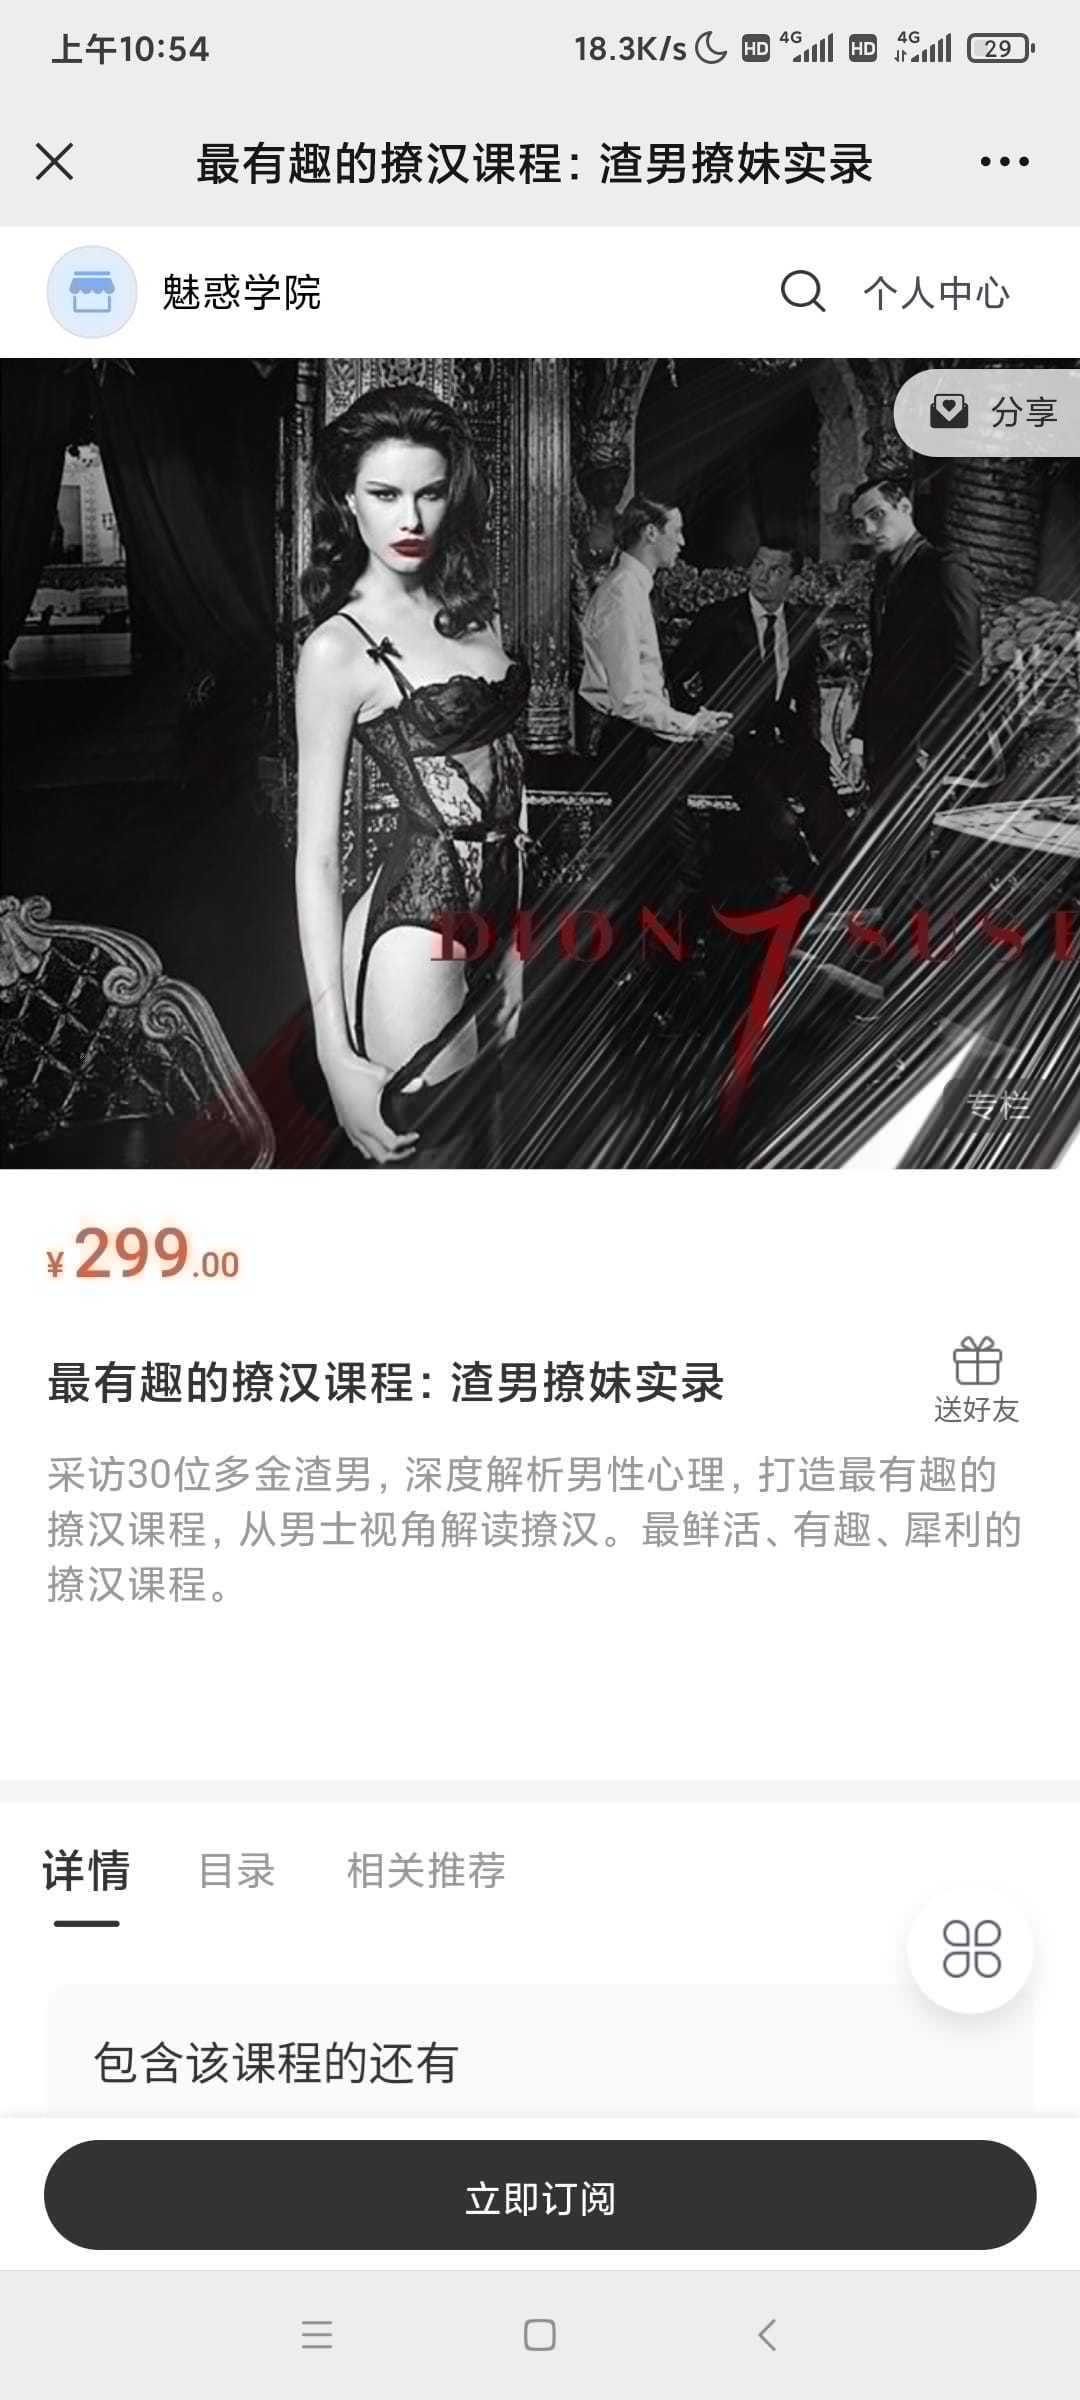 上午10:54
18.3K/s HD 4G HD 4G 29
最有趣的撩汉课程：渣男撩妹实录
魅惑学院
个人中心
分享
DION 7 SUSE
专栏
¥299.00
最有趣的撩汉课程：渣男撩妹实录
送好友
采访30位多金渣男，深度解析男性心理，打造最有趣的
撩汉课程，从男士视角解读撩汉。最鲜活、有趣、犀利的
撩汉课程。
详情
目录
相关推荐
包含该课程的还有
立即订阅